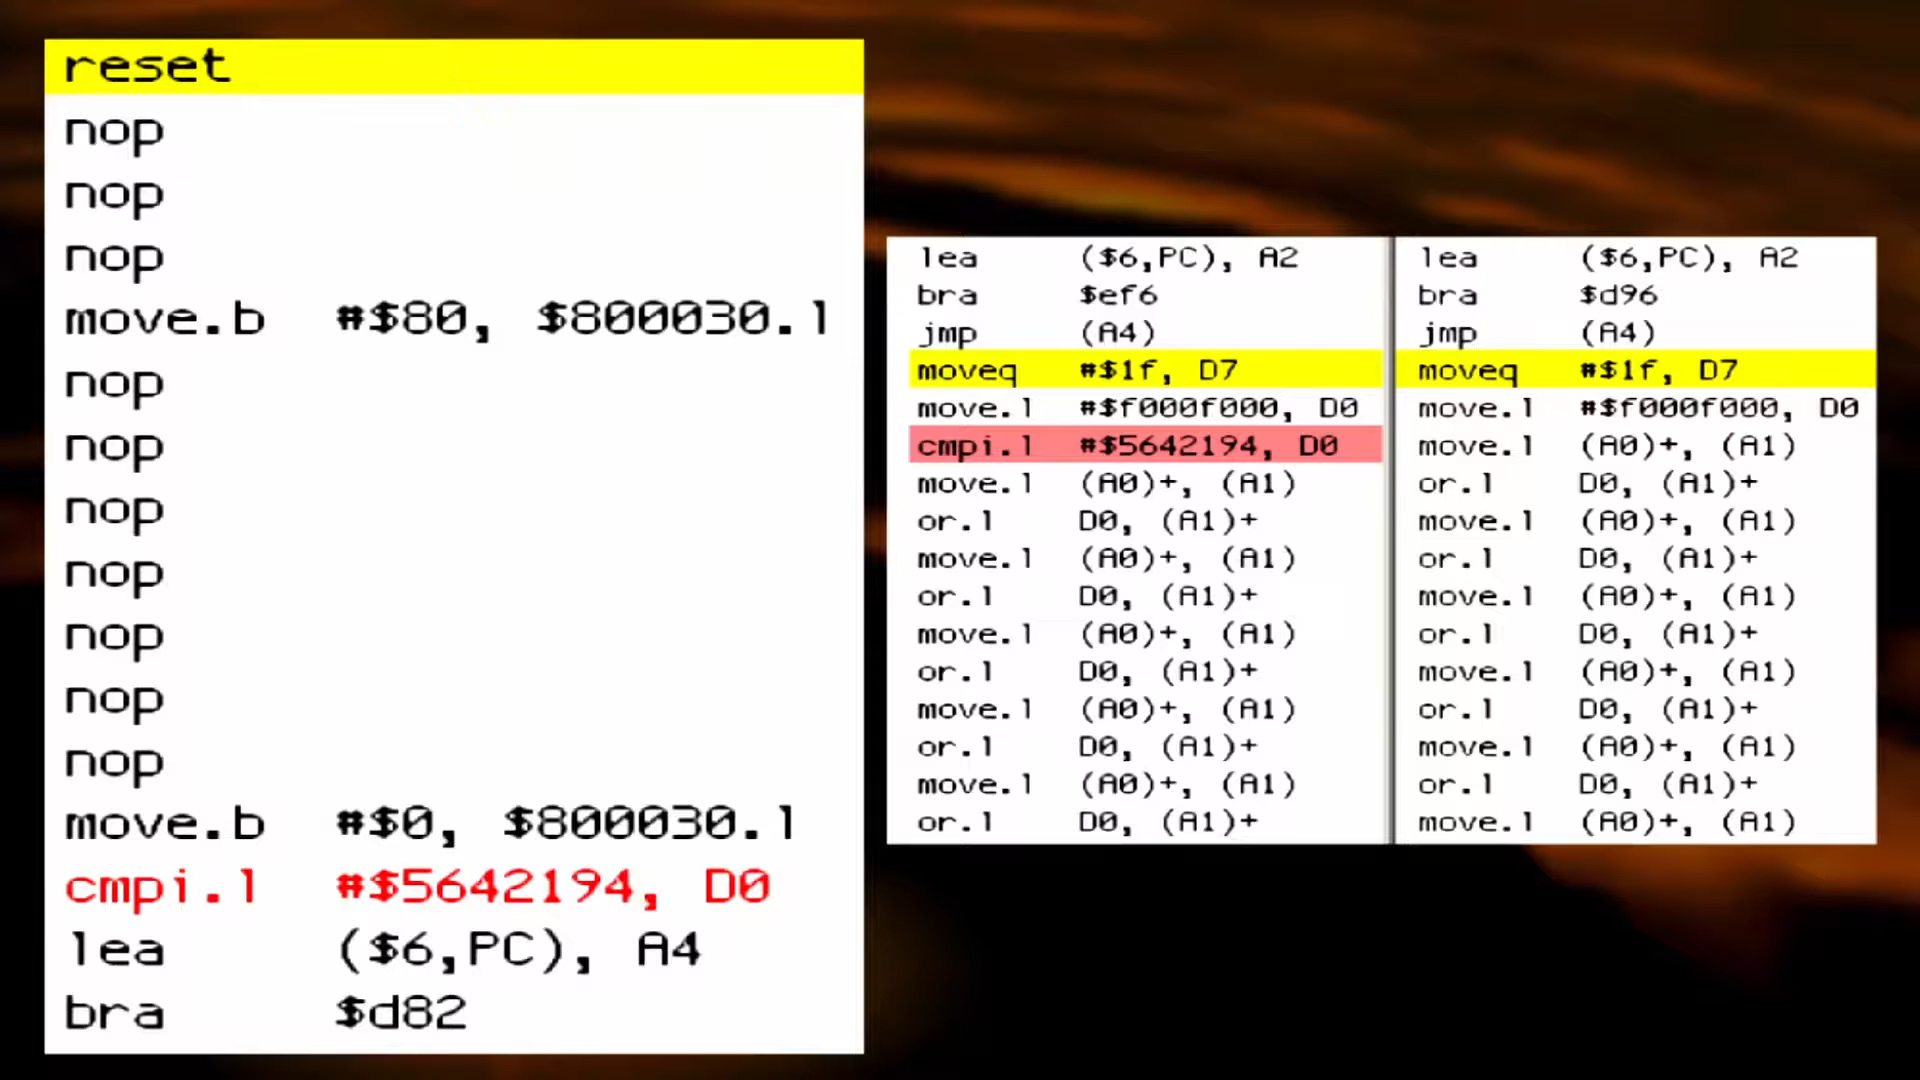 reset
nop
nop
nop
move.b #$80, $800030.l
nop
nop
nop
nop
nop
nop
nop
move.b #$0, $800030.l
cmpi.l #$5642194, D0
lea ($6,PC), A4
bra $d82
lea ($6,PC), A2
bra $ef6
jmp (A4)
moveq #$1f, D7
move.l #$f000f000, D0
cmpi.l #$5642194, D0
move.l (A0)+, (A1)
or.l D0, (A1)+
move.l (A0)+, (A1)
or.l D0, (A1)+
move.l (A0)+, (A1)
or.l D0, (A1)+
move.l (A0)+, (A1)
or.l D0, (A1)+
move.l (A0)+, (A1)
or.l D0, (A1)+
lea ($6,PC), A2
bra $d96
jmp (A4)
moveq #$1f, D7
move.l #$f000f000, D0
move.l (A0)+, (A1)
or.l D0, (A1)+
move.l (A0)+, (A1)
or.l D0, (A1)+
move.l (A0)+, (A1)
or.l D0, (A1)+
move.l (A0)+, (A1)
or.l D0, (A1)+
move.l (A0)+, (A1)
or.l D0, (A1)+
move.l (A0)+, (A1)